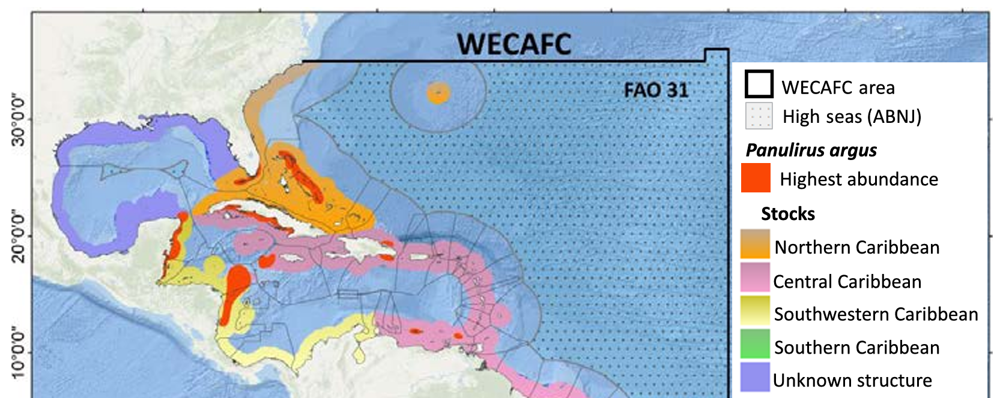 WECAFC
FAO 31
30°0'0"
20°0'0"
10°0'0"
WECAFC area
High seas (ABNJ)
Panulirus argus
Highest abundance
Stocks
Northern Caribbean
Central Caribbean
Southwestern Caribbean
Southern Caribbean
Unknown structure